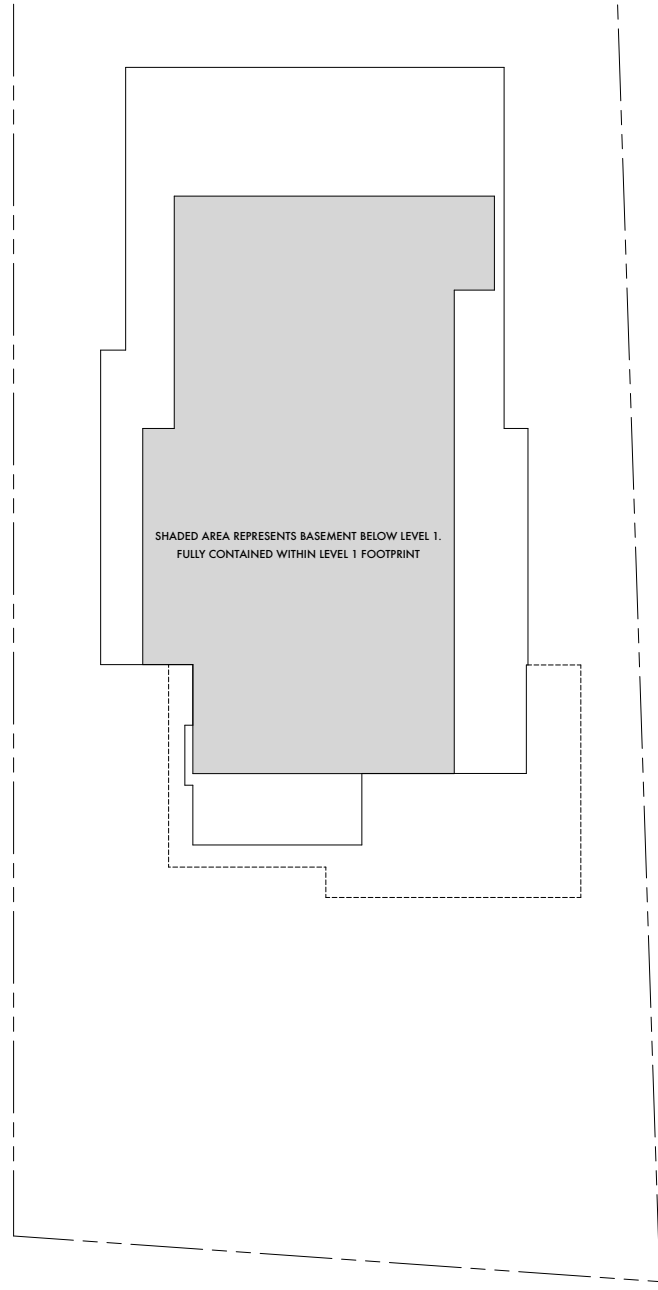 SHADED AREA REPRESENTS BASEMENT BELOW LEVEL 1.
FULLY CONTAINED WITHIN LEVEL 1 FOOTPRINT